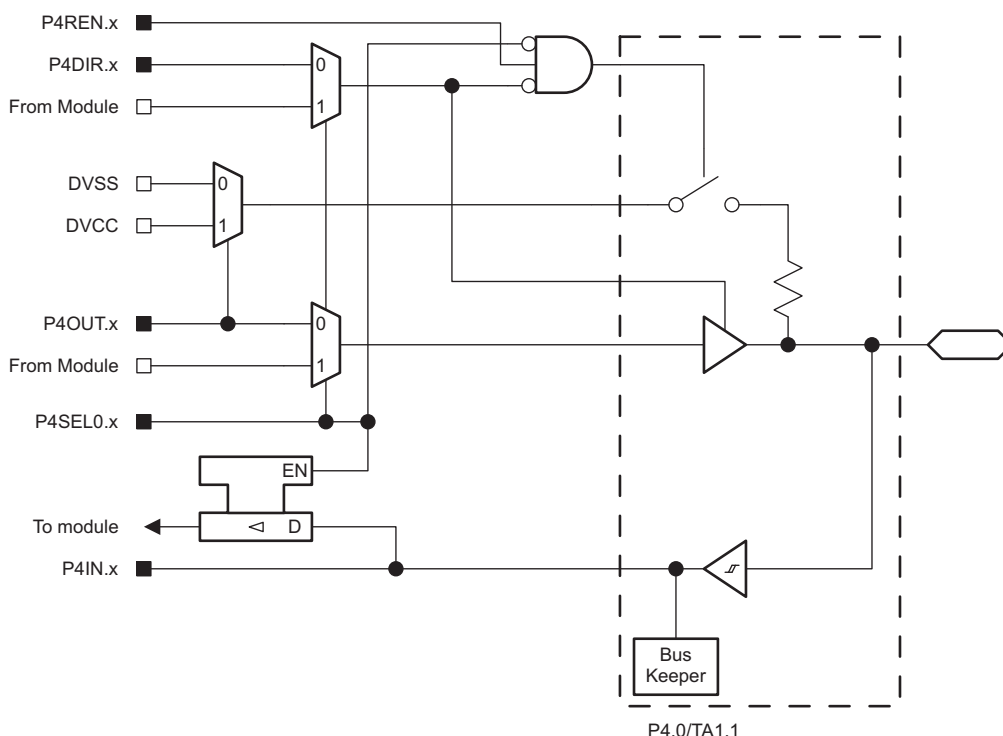 P4REN.x
P4DIR.x
0
From Module
1
DVSS
0
DVCC
1
P4OUT.x
0
From Module
1
P4SEL0.x
EN
To module
D
P4IN.x
Bus
Keeper
P4.0/TA1.1